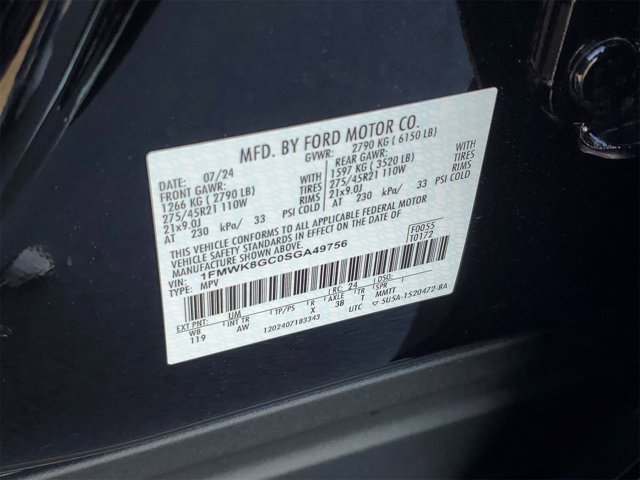 MFD. BY FORD MOTOR CO.
DATE: 07/24 GVWR: 2790 KG ( 6150 LB)
FRONT GAWR: WITH REAR GAWR: WITH
1266 KG ( 2790 LB) TIRES 1597 KG ( 3520 LB) TIRES
275/45R21 110W RIMS 275/45R21 110W RIMS
21x9.0J PSI COLD 21x9.0J PSI COLD
AT 230 kPa/ 33 AT 230 kPa/ 33
THIS VEHICLE CONFORMS TO ALL APPLICABLE FEDERAL MOTOR
VEHICLE SAFETY STANDARDS IN EFFECT ON THE DATE OF
MANUFACTURE SHOWN ABOVE.
VIN: 1FMWK8GC0SGA49756 F0055
TYPE: MPV T0172
EXT PNT: UM RC: 24 DSO:
WB INT TR TP/PS R AXLE TR SPR
119 AW X 3B T MMTT
1202407183343 UTC 5U5A-1520472-BA